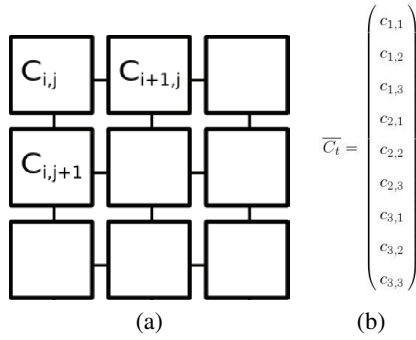 C_{i,j} C_{i+1,j}
C_{i,j+1}
(a)
\overline{C_t} =
c_{1,1}
c_{1,2}
c_{1,3}
c_{2,1}
c_{2,2}
c_{2,3}
c_{3,1}
c_{3,2}
c_{3,3}
(b)